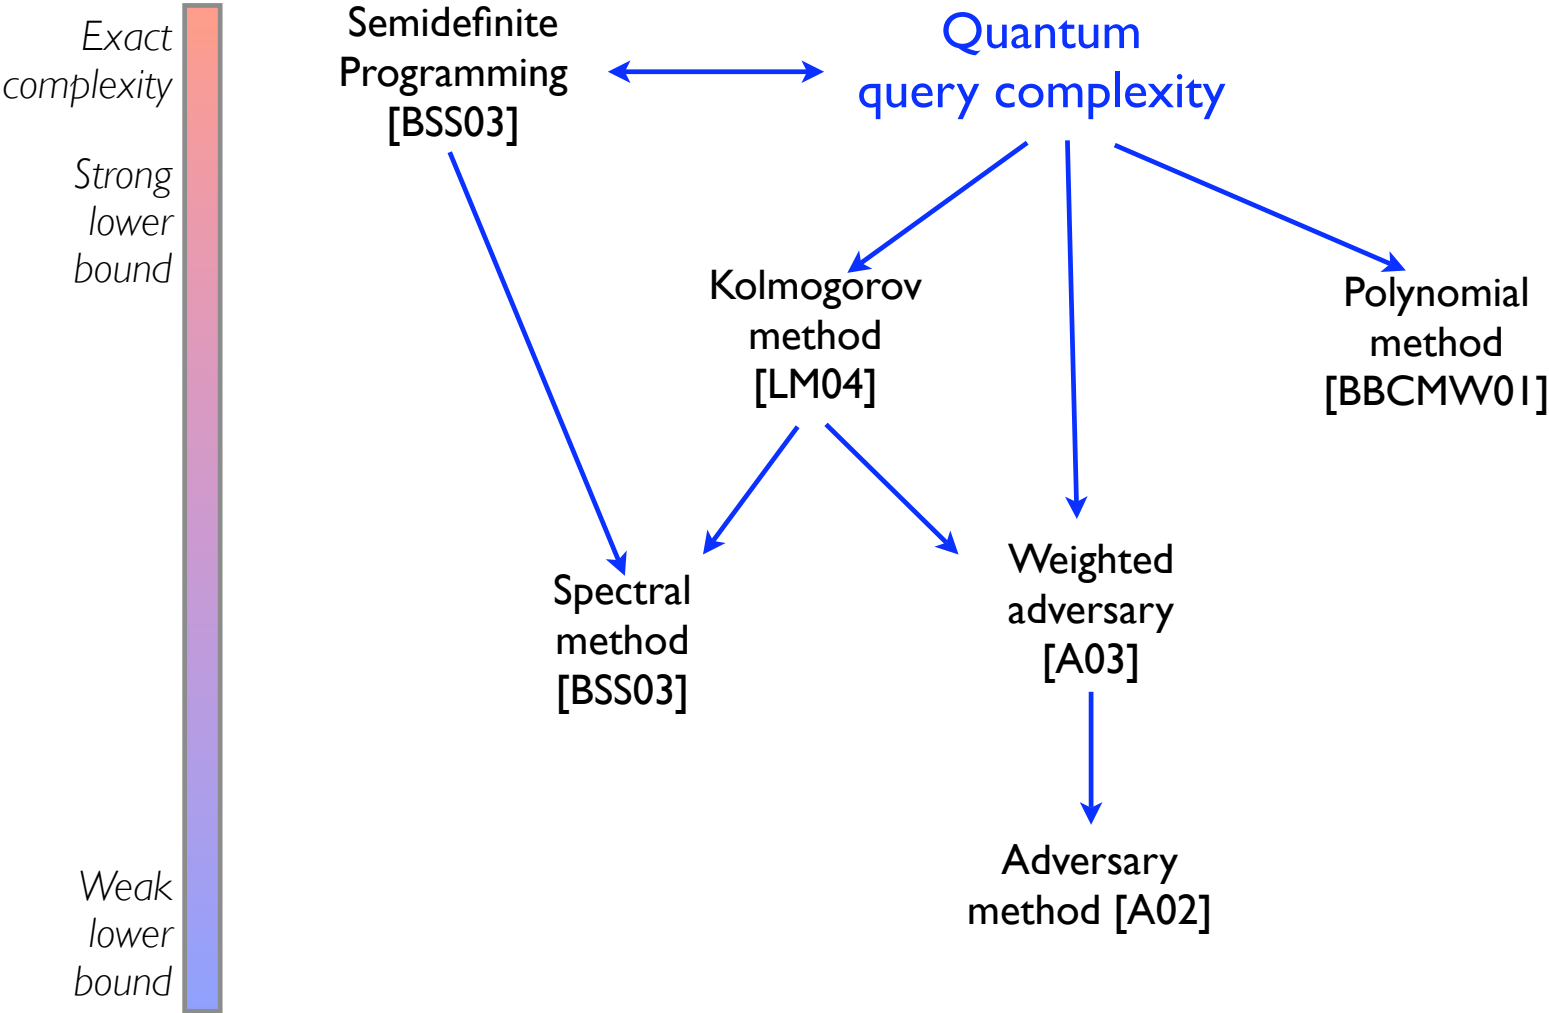 Exact
complexity
Strong
lower
bound
Weak
lower
bound
Semidefinite
Programming
[BSS03]
Quantum
query complexity
Kolmogorov
method
[LM04]
Polynomial
method
[BBCMW01]
Spectral
method
[BSS03]
Weighted
adversary
[A03]
Adversary
method [A02]